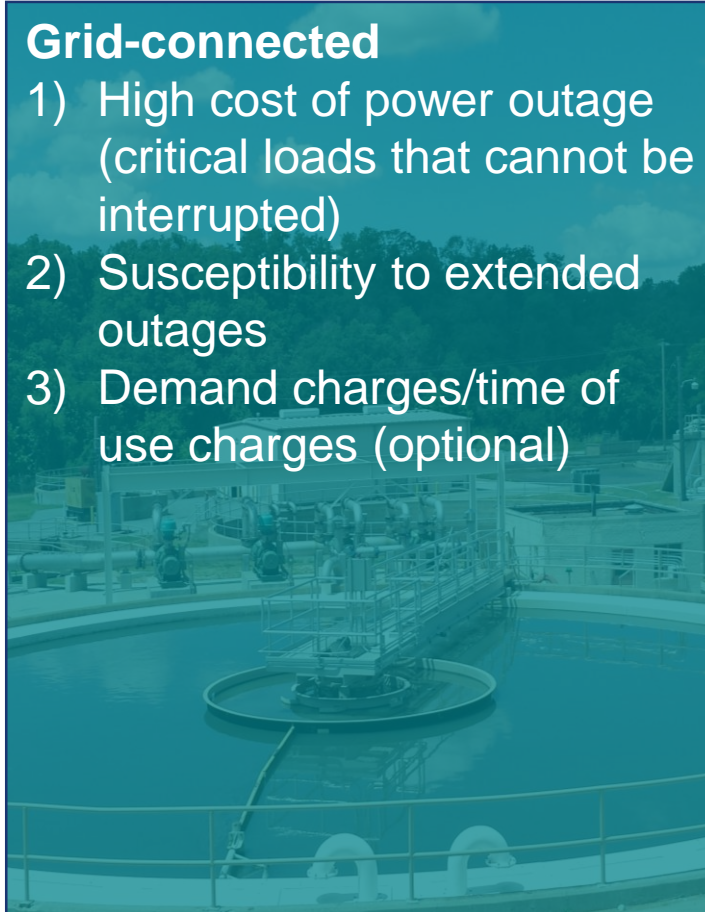 Grid-connected
1) High cost of power outage
(critical loads that cannot be
interrupted)
2) Susceptibility to extended
outages
3) Demand charges/time of
use charges (optional)